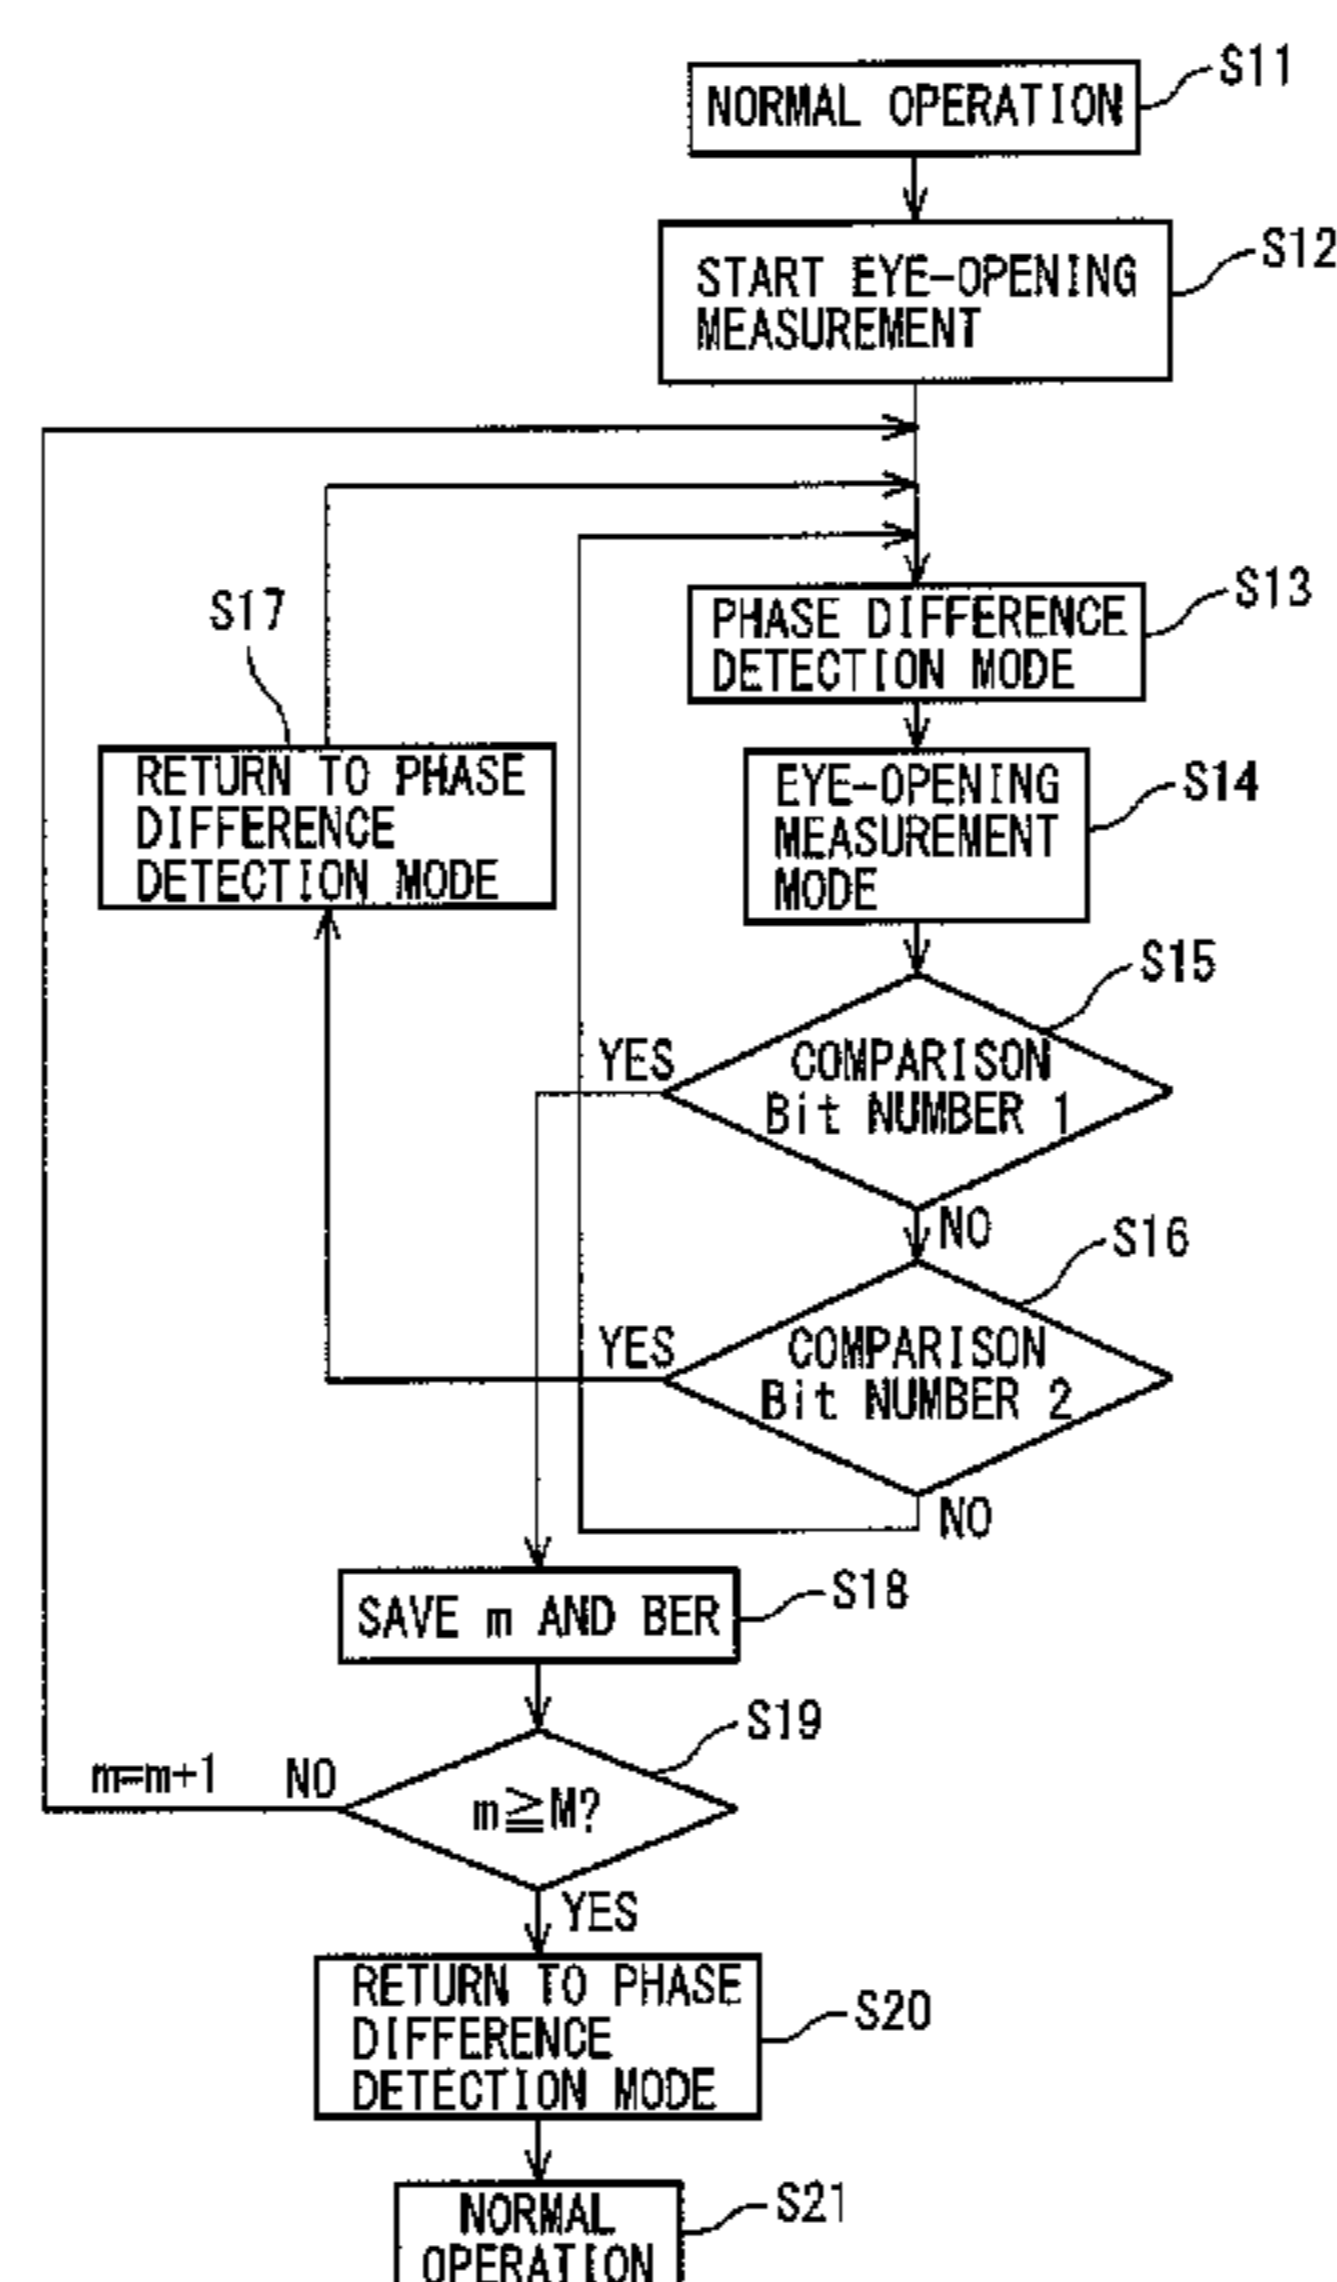 S11
NORMAL OPERATION
S12
START EYE-OPENING
MEASUREMENT
S13
PHASE DIFFERENCE
DETECTION MODE
S17
RETURN TO PHASE
DIFFERENCE
DETECTION MODE
S14
EYE-OPENING
MEASUREMENT
MODE
S15
YES
COMPARISON
Bit NUMBER 1
NO
S16
YES
COMPARISON
Bit NUMBER 2
NO
S18
SAVE m AND BER
S19
m=m+1
NO
m≧M?
YES
S20
RETURN TO PHASE
DIFFERENCE
DETECTION MODE
S21
NORMAL
OPERATION